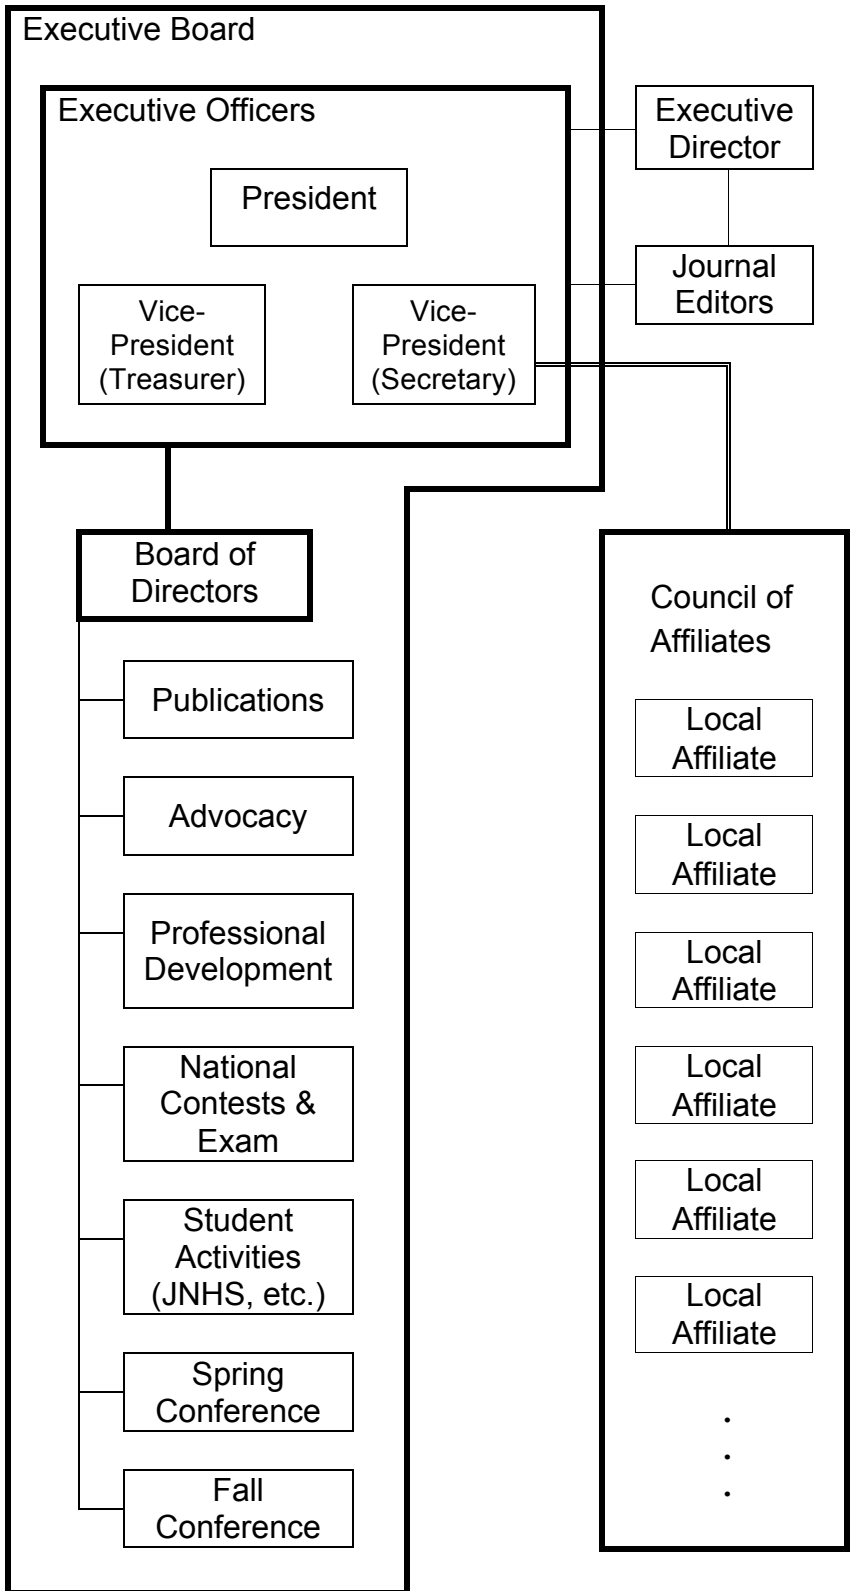 Executive Board
Executive Officers
President
Vice-
President
(Treasurer)
Vice-
President
(Secretary)
Executive
Director
Journal
Editors
Board of
Directors
Publications
Advocacy
Professional
Development
National
Contests &
Exam
Student
Activities
(JNHS, etc.)
Spring
Conference
Fall
Conference
Council of
Affiliates
Local
Affiliate
Local
Affiliate
Local
Affiliate
Local
Affiliate
Local
Affiliate
Local
Affiliate
.
.
.